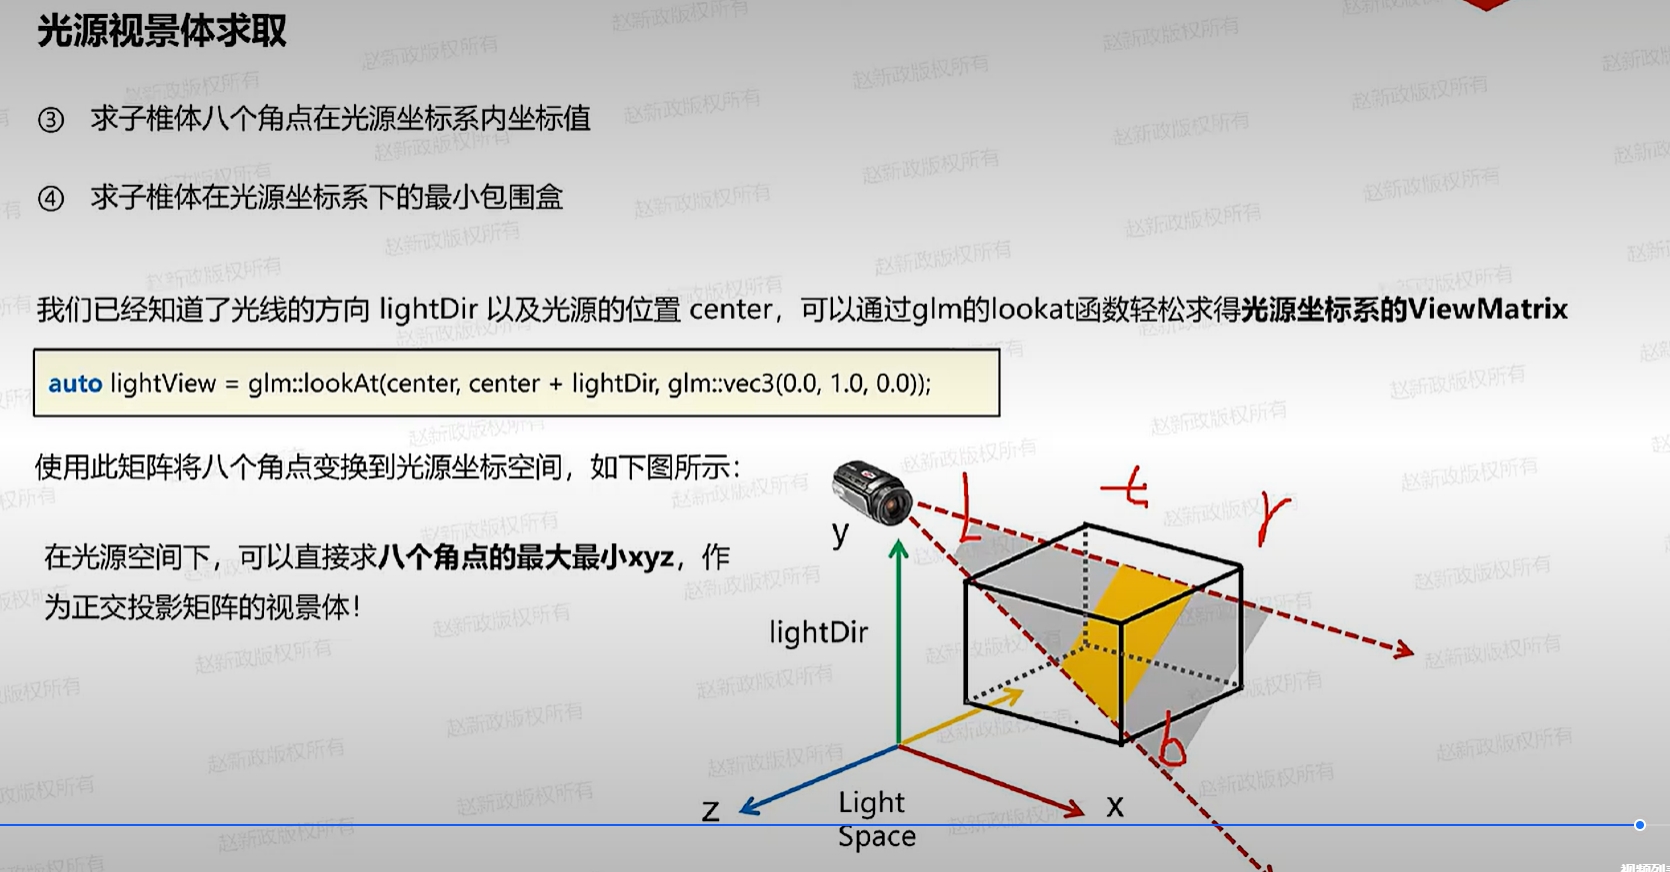 光源视景体求取
③ 求子椎体八个角点在光源坐标系内坐标值
④ 求子椎体在光源坐标系下的最小包围盒
我们已经知道了光线的方向 lightDir 以及光源的位置 center，可以通过glm的lookat函数轻松求得光源坐标系的ViewMatrix
auto lightView = glm::lookAt(center, center + lightDir, glm::vec3(0.0, 1.0, 0.0));
使用此矩阵将八个角点变换到光源坐标空间，如下图所示：
在光源空间下，可以直接求八个角点的最大最小xyz，作
为正交投影矩阵的视景体！
l
t
r
y
lightDir
b
z
x
Light
Space
赵新政版权所有
视频列